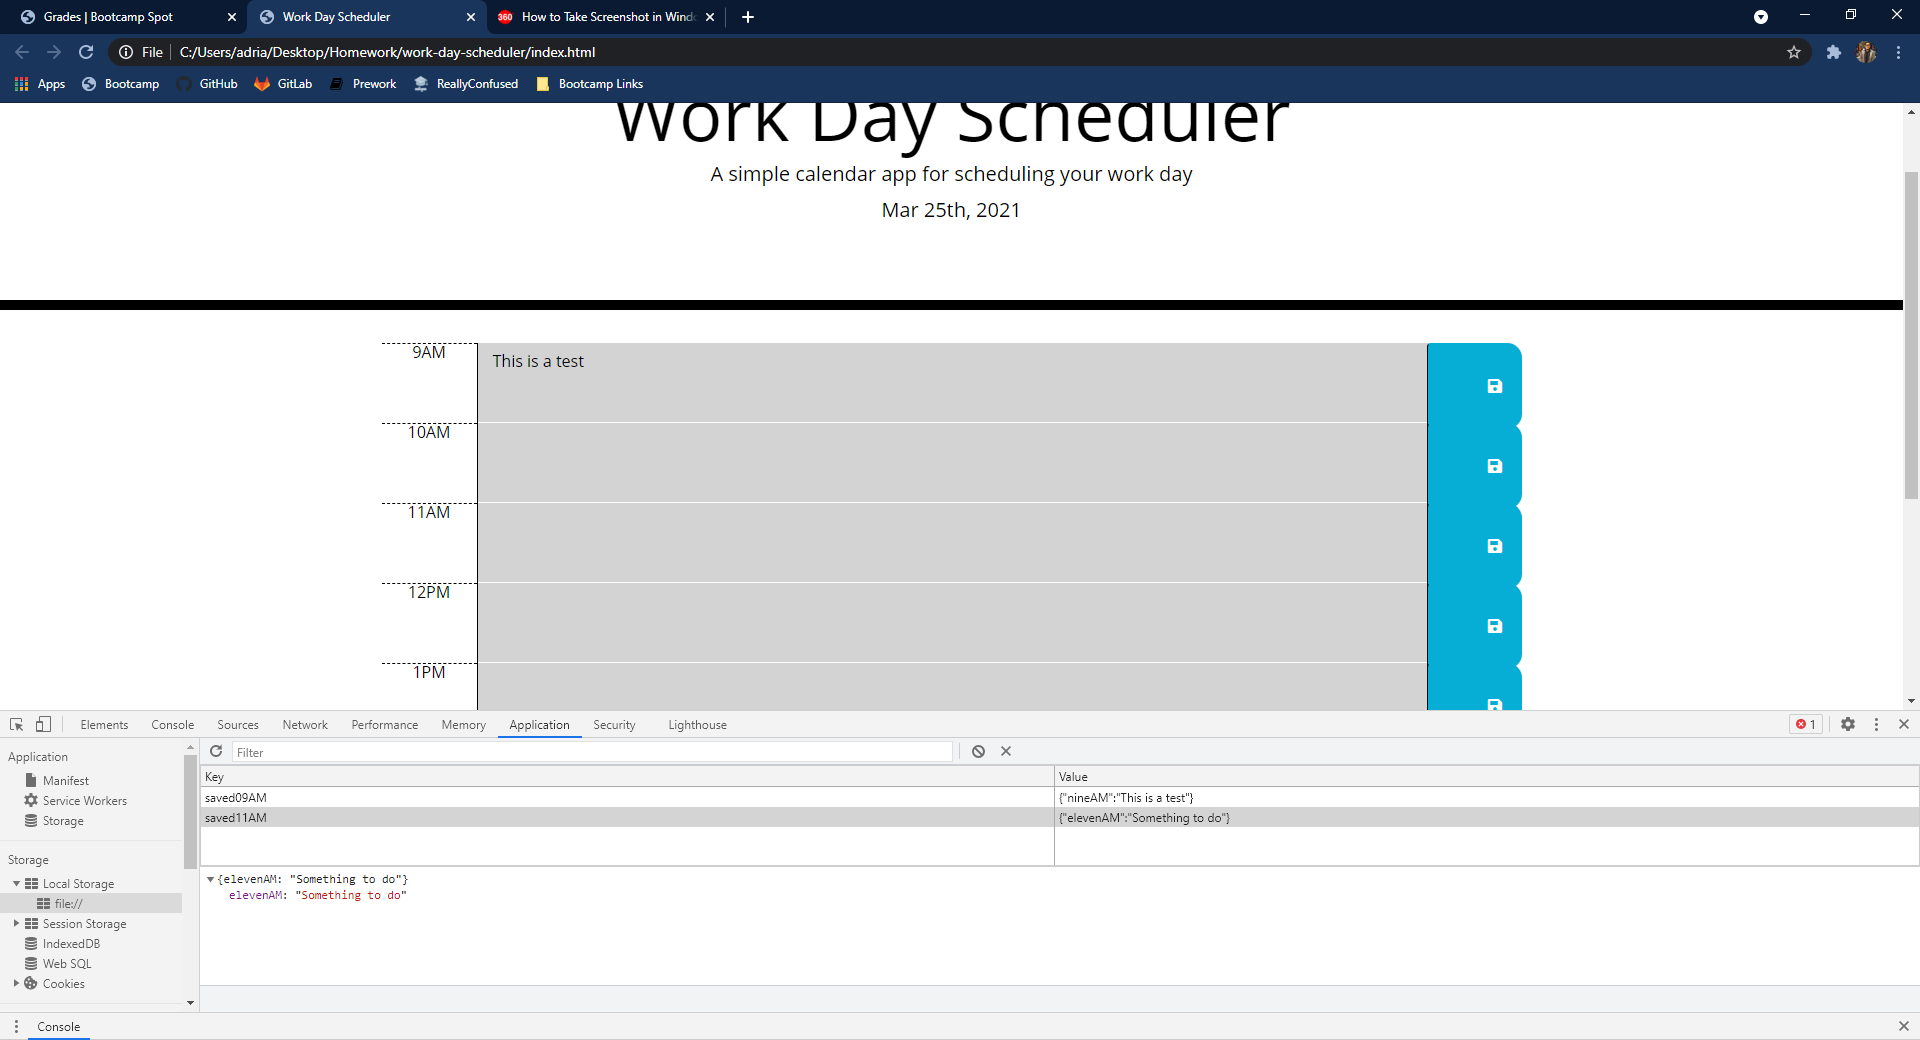 Grades | Bootcamp Spot
Work Day Scheduler
360 How to Take Screenshot in Wind
File C:/Users/adria/Desktop/Homework/work-day-scheduler/index.html
Apps Bootcamp GitHub GitLab Prework ReallyConfused Bootcamp Links
Work Day Scheduler
A simple calendar app for scheduling your work day
Mar 25th, 2021
9AM This is a test
10AM
11AM
12PM
1PM
Elements Console Sources Network Performance Memory Application Security Lighthouse 1
Application
Manifest
Service Workers
Storage
Storage
Local Storage
file://
Session Storage
IndexedDB
Web SQL
Cookies
Filter
Key Value
saved09AM {"nineAM":"This is a test"}
saved11AM {"elevenAM":"Something to do"}
{elevenAM: "Something to do"}
elevenAM: "Something to do"
Console